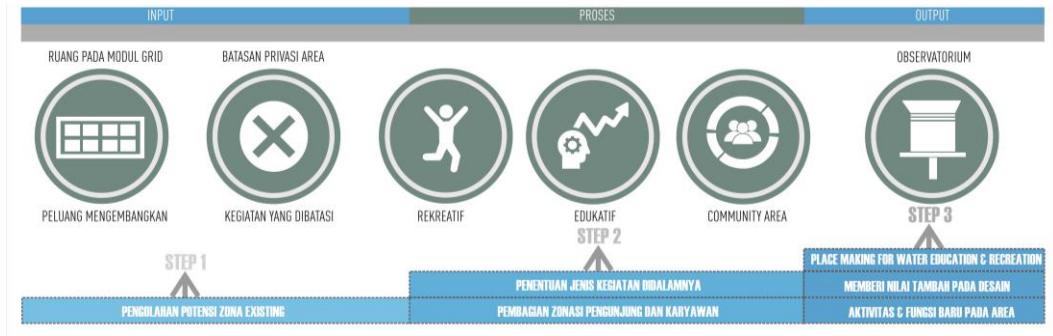 INPUT
PROSES
OUTPUT
RUANG PADA MODUL GRID
BATASAN PRIVASI AREA
OBSERVATORIUM
PELUANG MENGEMBANGKAN
KEGIATAN YANG DIBATASI
REKREATIF
EDUKATIF
COMMUNITY AREA
STEP 1
STEP 2
STEP 3
PENGOLAHAN POTENSI ZONA EXISTING
PENENTUAN JENIS KEGIATAN DIDALAMNYA
PEMBAGIAN ZONASI PENGUNJUNG DAN KARYAWAN
PLACE MAKING FOR WATER EDUCATION & RECREATION
MEMBERI NILAI TAMBAH PADA DESAIN
AKTIVITAS & FUNGSI BARU PADA AREA